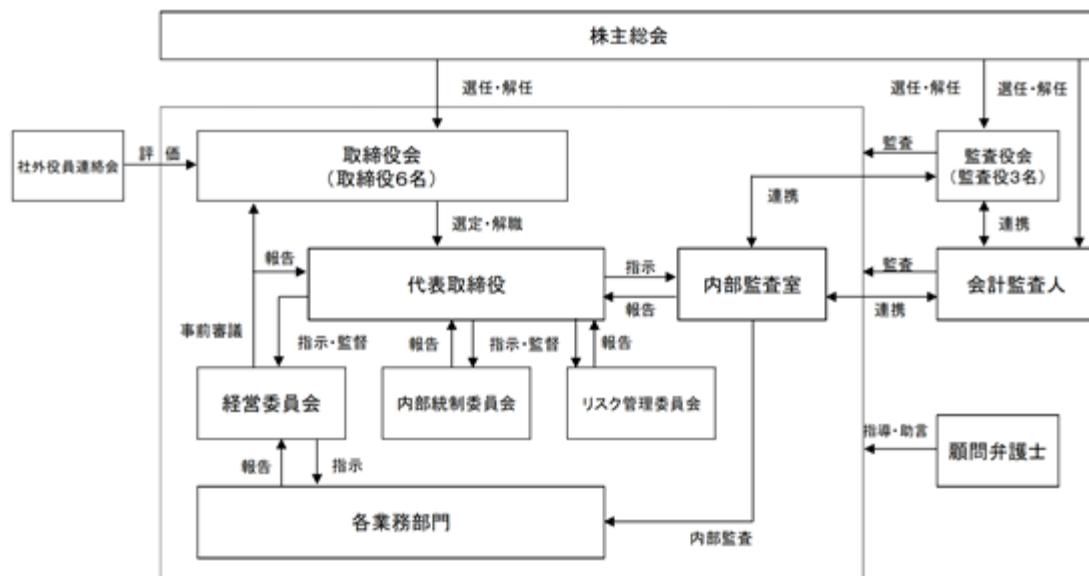 株主総会
選任・解任
選任・解任
選任・解任
社外役員連絡会
評 価
取締役会
（取締役6名）
監査
監査役会
（監査役3名）
連携
選定・解職
連携
報告
代表取締役
指示
報告
内部監査室
監査
連携
会計監査人
事前審議
指示・監督
報告
指示・監督
報告
経営委員会
内部統制委員会
リスク管理委員会
指導・助言
顧問弁護士
報告
指示
各業務部門
内部監査